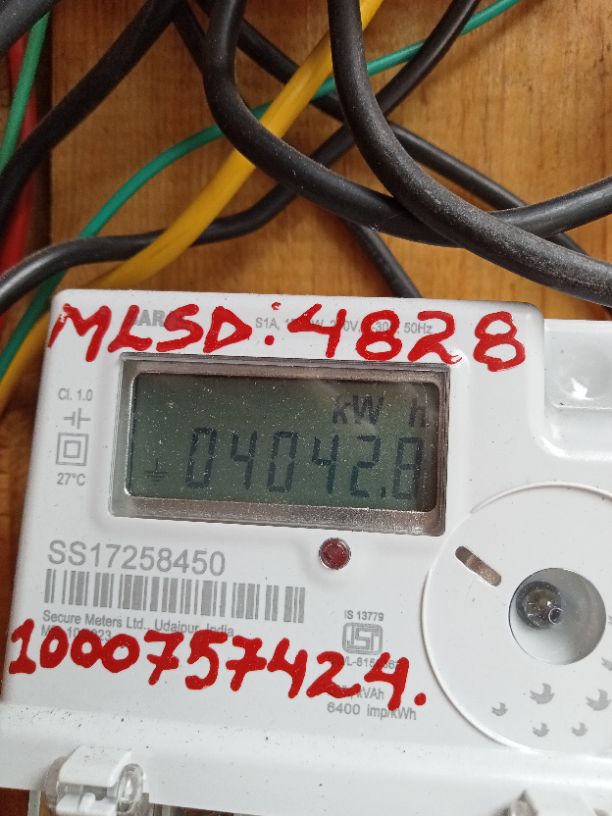 MLSD: 4828
50Hz
Cl. 1.0
27°C
kW h
04042.8
SS17258450
Secure Meters Ltd., Udaipur, India
IS 13779
1000757424.
6400 imp/kWh